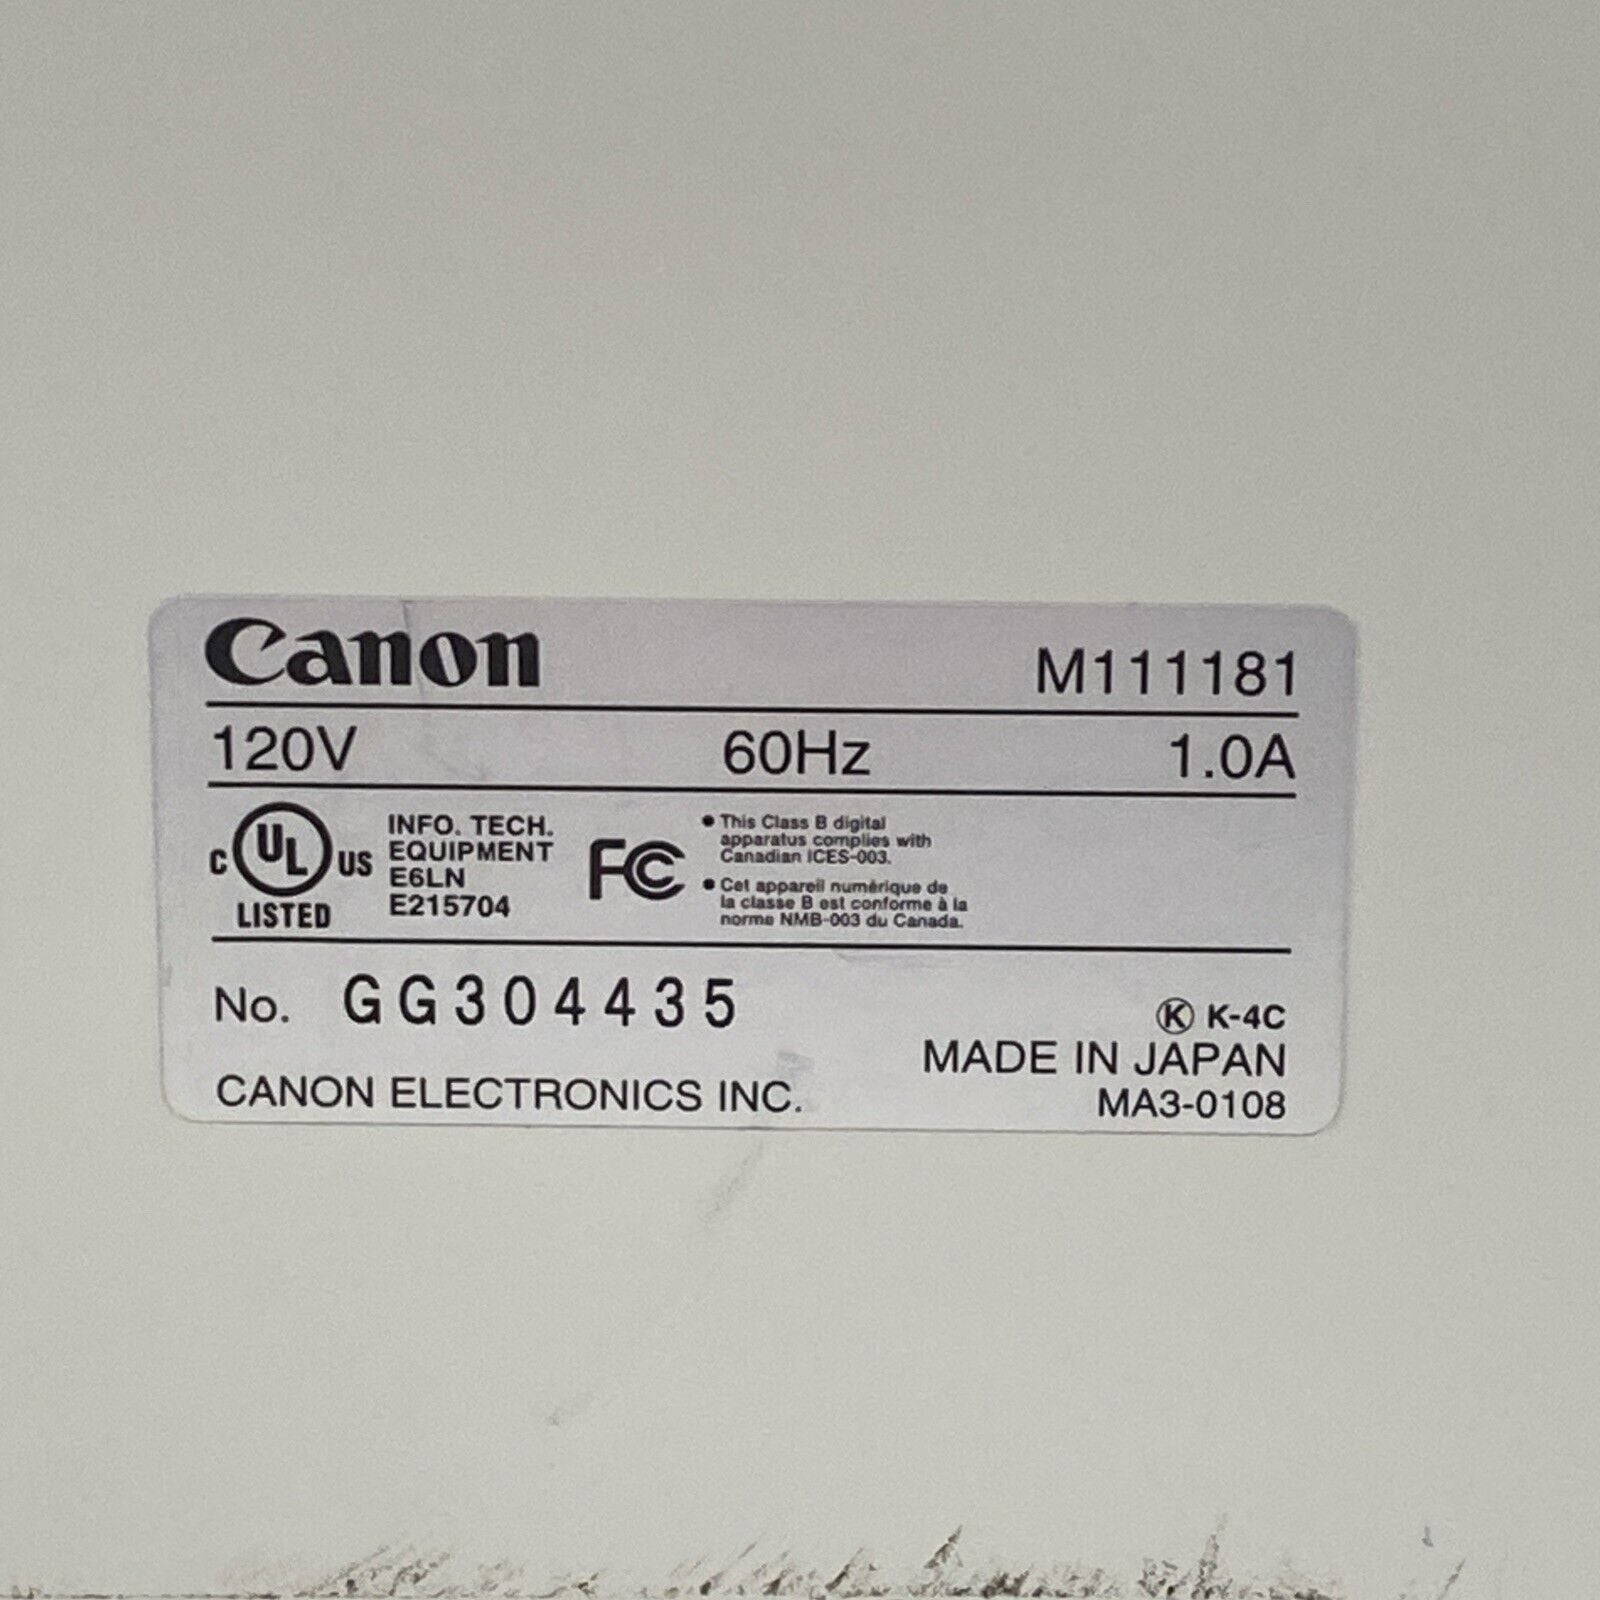 Canon M111181
120V 60Hz 1.0A
C UL US LISTED
INFO. TECH.
EQUIPMENT
E6LN
E215704
FC
● This Class B digital
apparatus complies with
Canadian ICES-003.
● Cet appareil numérique de
la classe B est conforme à la
norme NMB-003 du Canada.
No. GG304435
Ⓚ K-4C
MADE IN JAPAN
CANON ELECTRONICS INC. MA3-0108